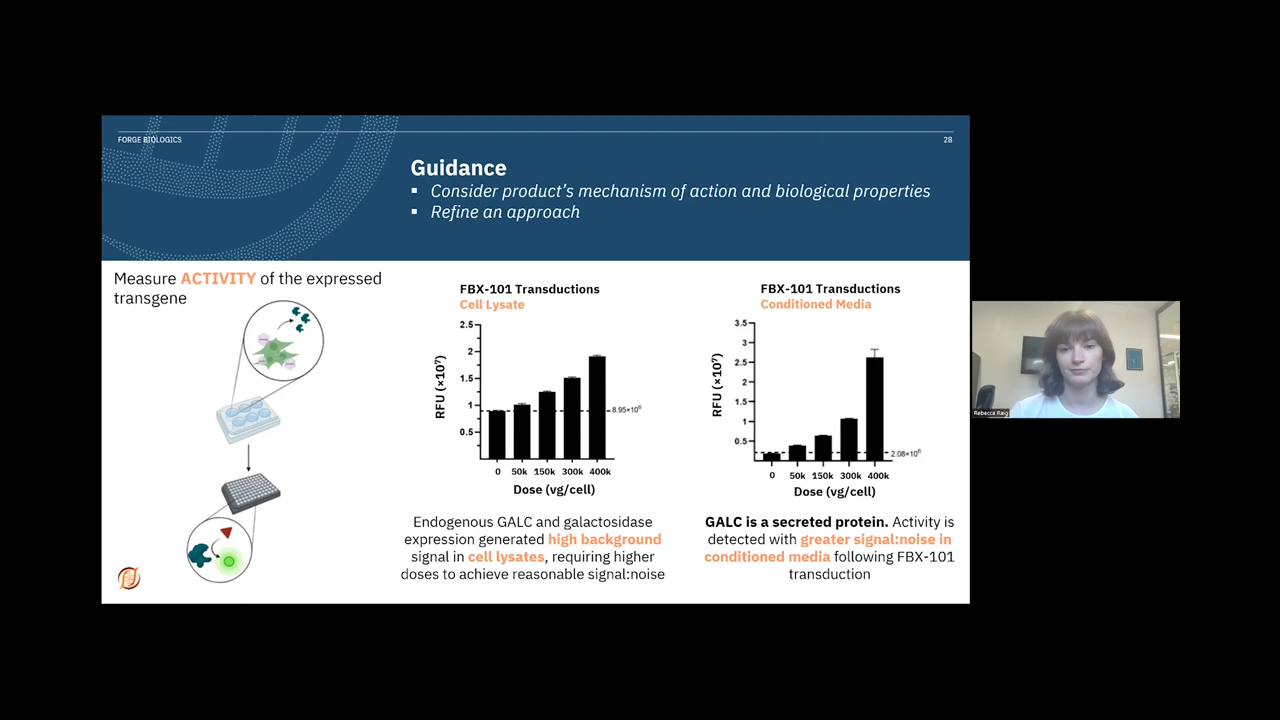 FORGE BIOLOGICS
28
Guidance
▪ Consider product's mechanism of action and biological properties
▪ Refine an approach
Measure ACTIVITY of the expressed
transgene
FBX-101 Transductions
Cell Lysate
2.5
2
1.5
1
0.5
RFU (×10⁷)
8.95×10⁶
0 50k 150k 300k 400k
Dose (vg/cell)
Endogenous GALC and galactosidase
expression generated high background
signal in cell lysates, requiring higher
doses to achieve reasonable signal:noise
FBX-101 Transductions
Conditioned Media
3.5
3
2.5
2
1.5
1
0.5
RFU (×10⁷)
2.08×10⁶
0 50k 150k 300k 400k
Dose (vg/cell)
GALC is a secreted protein. Activity is
detected with greater signal:noise in
conditioned media following FBX-101
transduction
Rebecca Raig